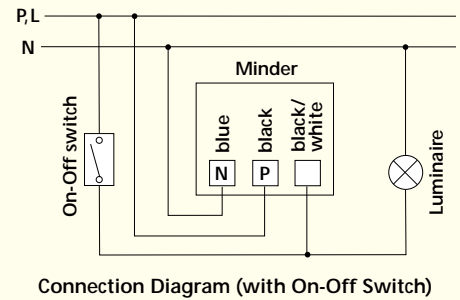 P,L
N
Minder
On-Off switch
blue
black
black/
white
N
P
Luminaire
Connection Diagram (with On-Off Switch)